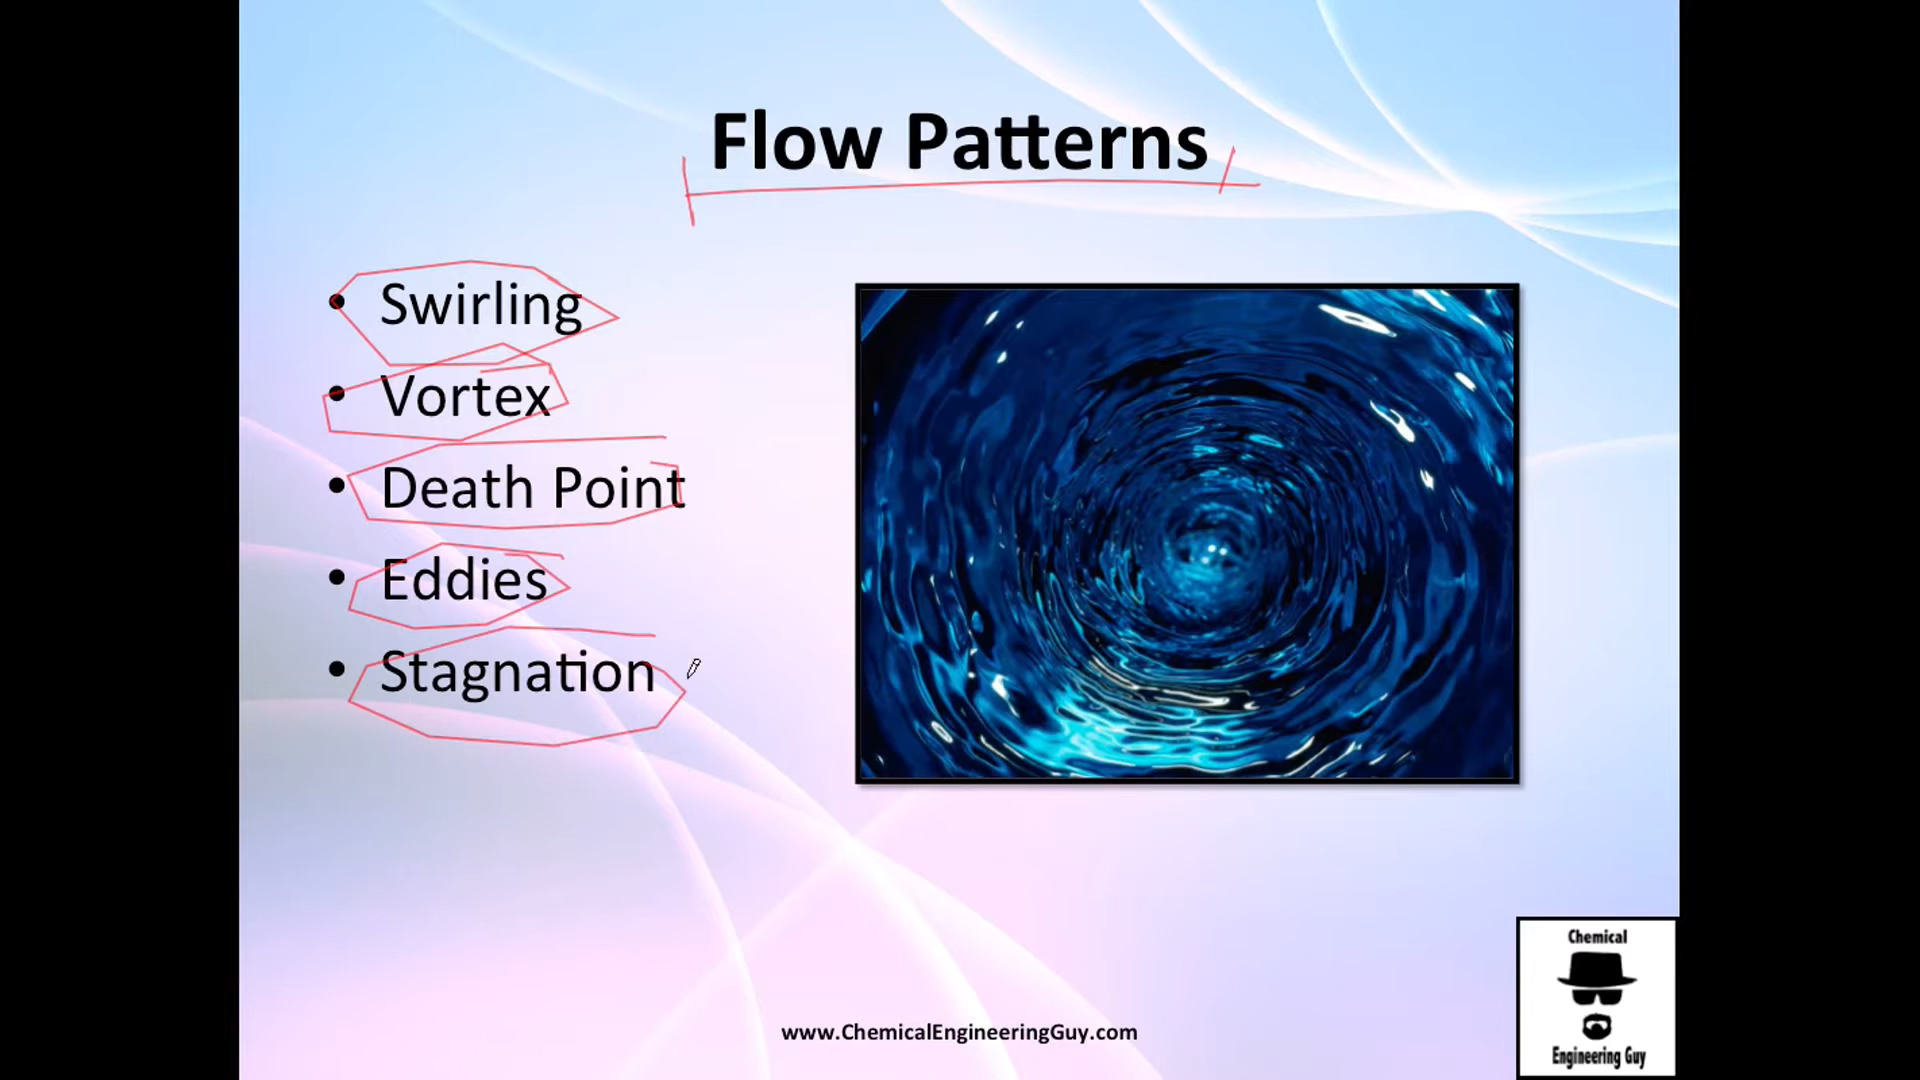 Flow Patterns
• Swirling
• Vortex
• Death Point
• Eddies
• Stagnation
www.ChemicalEngineeringGuy.com
Chemical
Engineering Guy